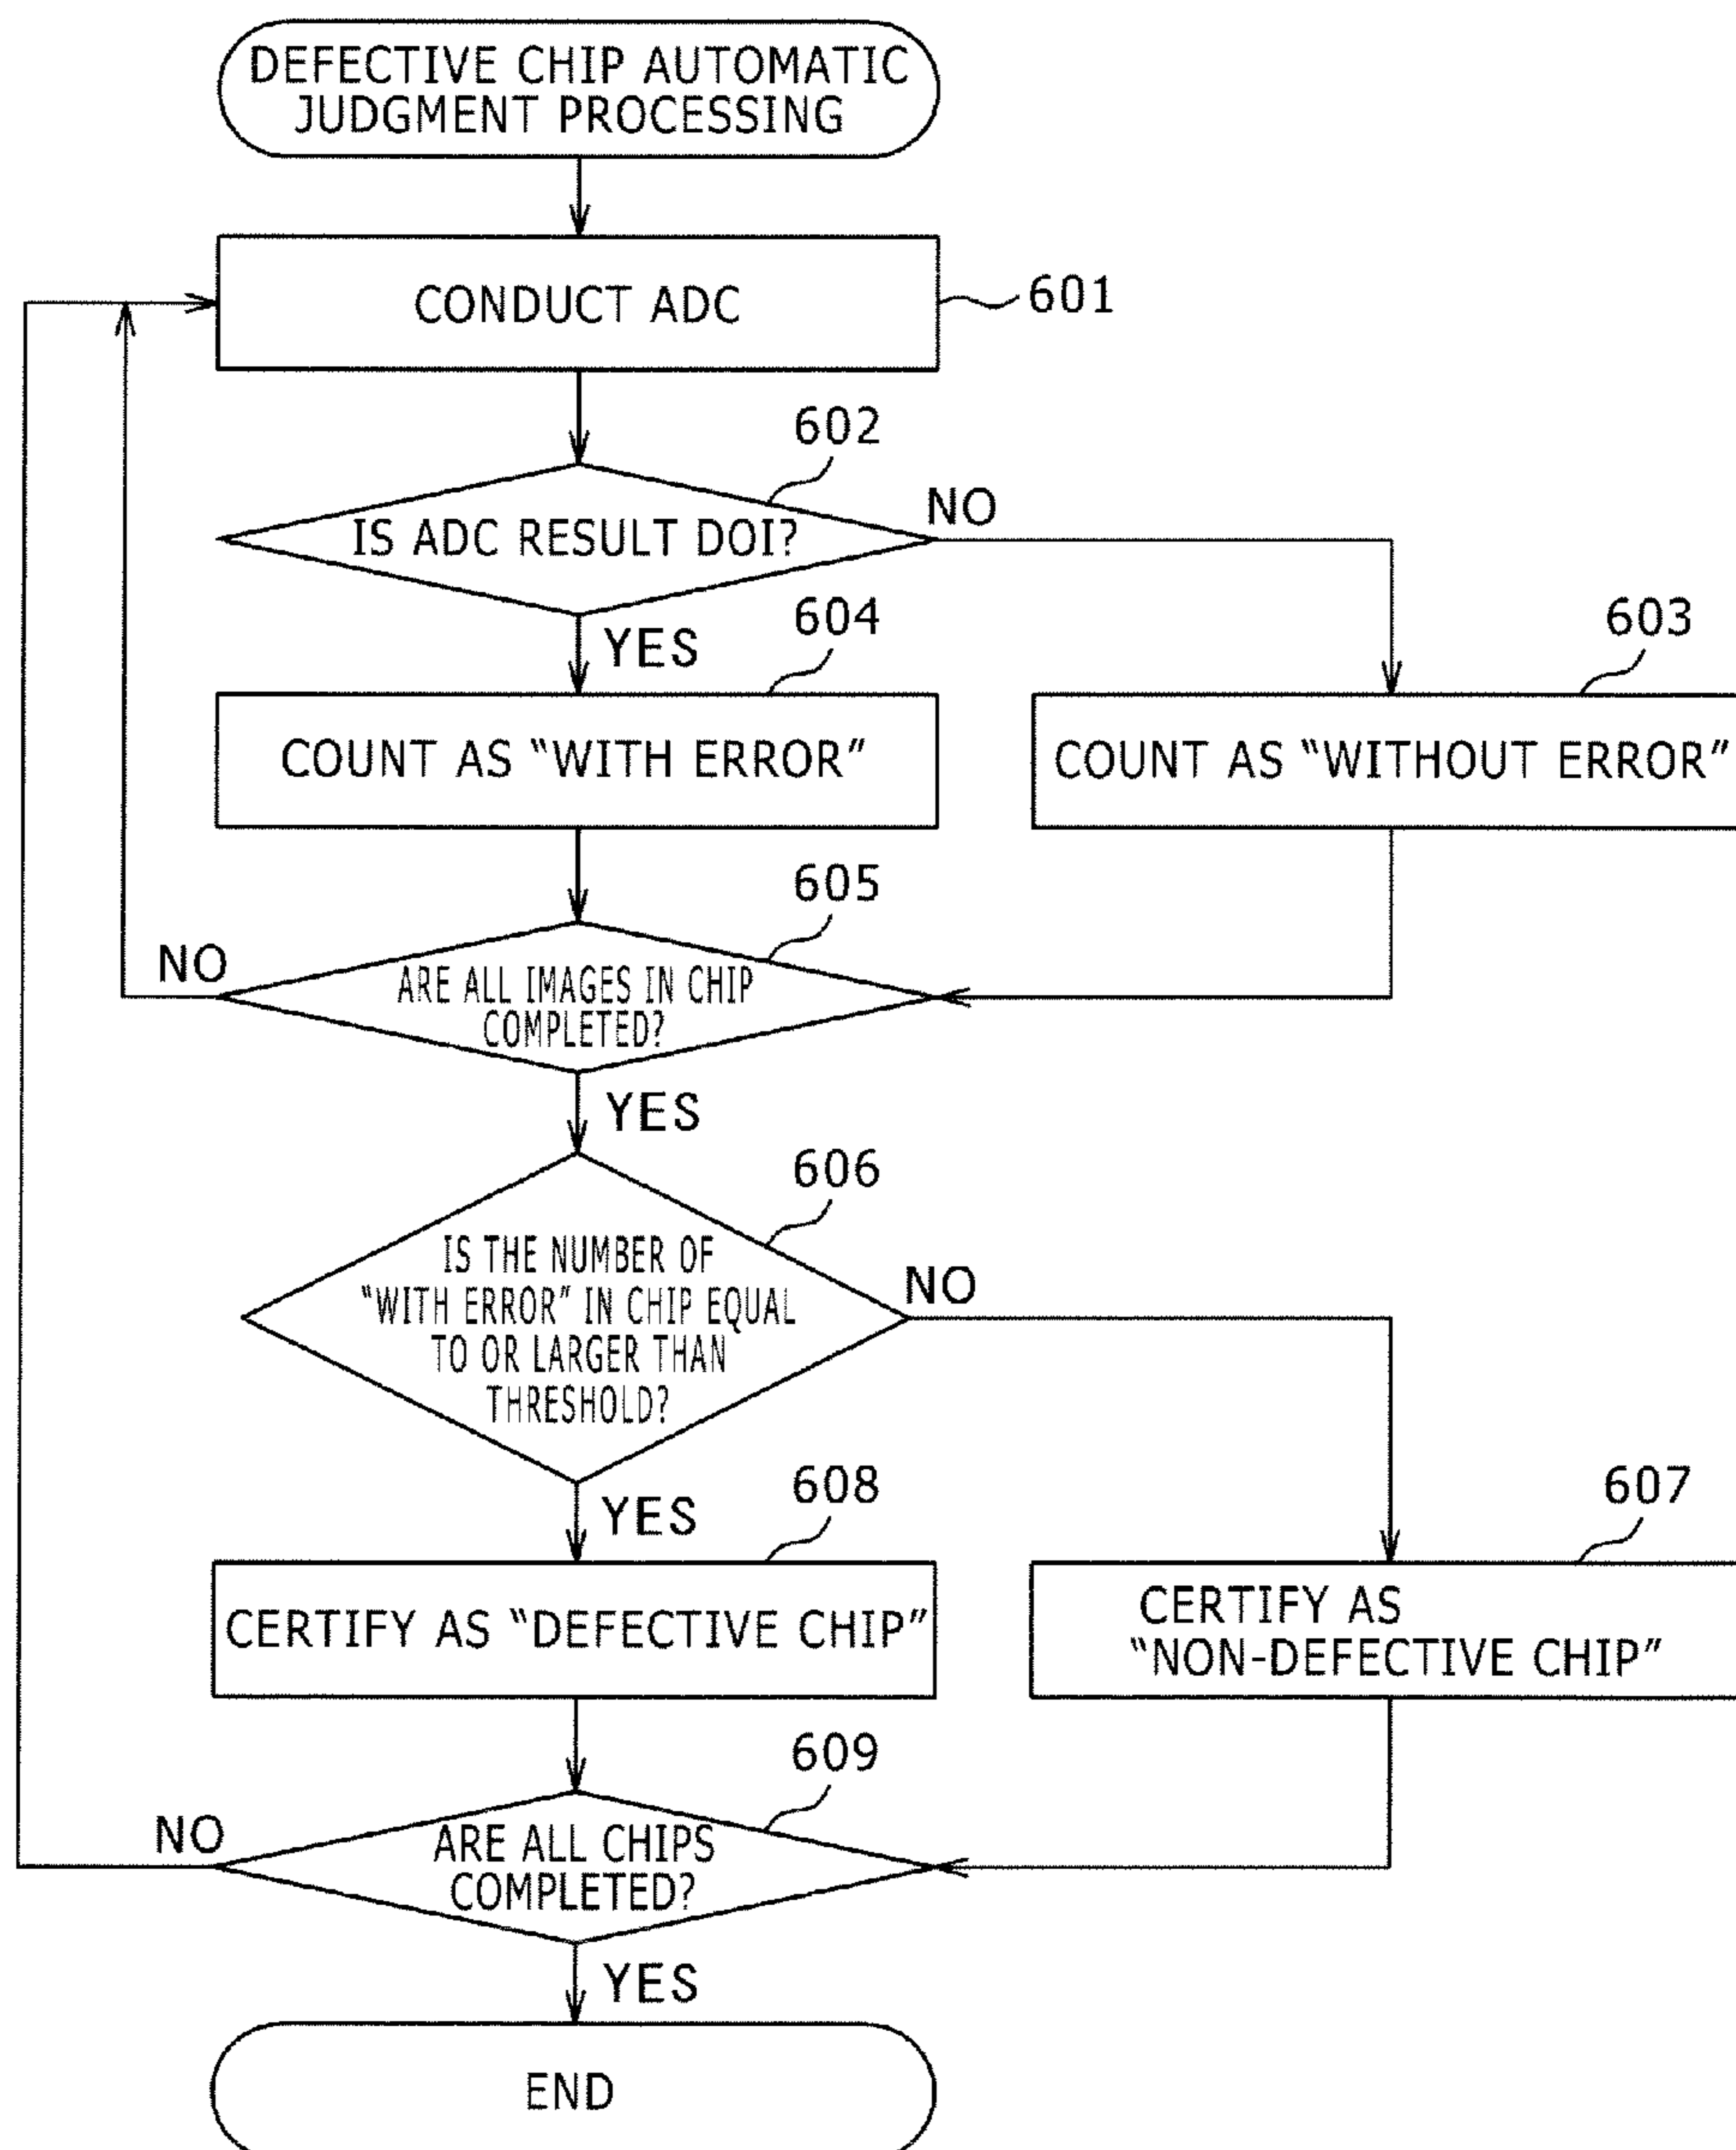 DEFECTIVE CHIP AUTOMATIC
JUDGMENT PROCESSING
CONDUCT ADC
601
602
IS ADC RESULT DOI?
NO
YES
604
603
COUNT AS “WITH ERROR”
COUNT AS “WITHOUT ERROR”
605
NO
ARE ALL IMAGES IN CHIP
COMPLETED?
YES
606
IS THE NUMBER OF
“WITH ERROR” IN CHIP EQUAL
TO OR LARGER THAN
THRESHOLD?
NO
YES
608
607
CERTIFY AS “DEFECTIVE CHIP”
CERTIFY AS
“NON-DEFECTIVE CHIP”
609
NO
ARE ALL CHIPS
COMPLETED?
YES
END